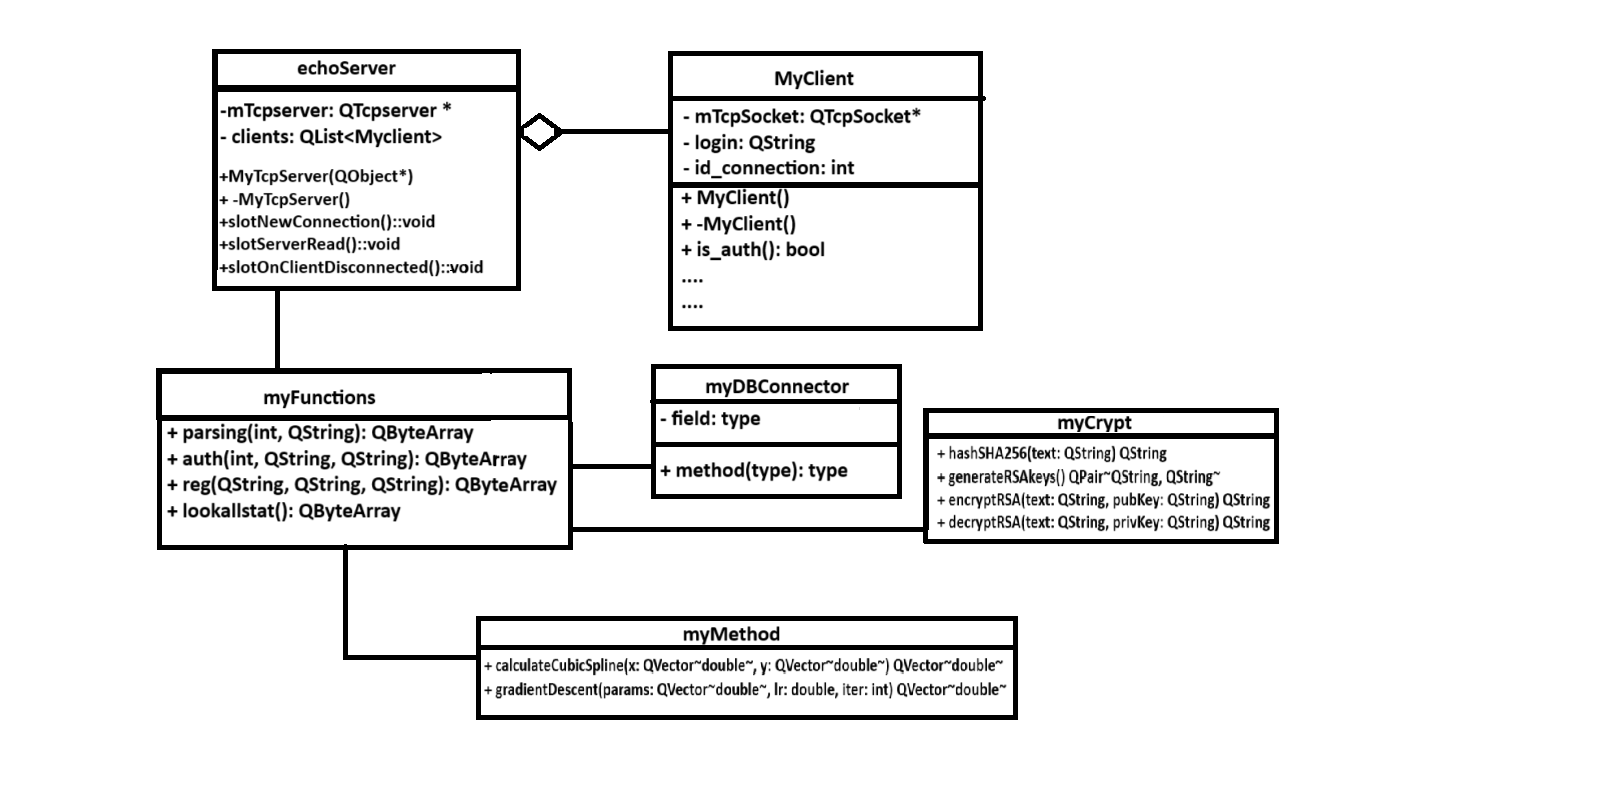 echoServer
-mTcpserver: QTcpserver *
- clients: QList<Myclient>
+MyTcpServer(QObject*)
+ -MyTcpServer()
+slotNewConnection()::void
+slotServerRead()::void
+slotOnClientDisconnected()::void
MyClient
- mTcpSocket: QTcpSocket*
- login: QString
- id_connection: int
+ MyClient()
+ -MyClient()
+ is_auth(): bool
....
....
myFunctions
+ parsing(int, QString): QByteArray
+ auth(int, QString, QString): QByteArray
+ reg(QString, QString, QString): QByteArray
+ lookallstat(): QByteArray
myDBConnector
- field: type
+ method(type): type
myCrypt
+ hashSHA256(text: QString) QString
+ generateRSAkeys() QPair~QString, QString~
+ encryptRSA(text: QString, pubKey: QString) QString
+ decryptRSA(text: QString, privKey: QString) QString
myMethod
+ calculateCubicSpline(x: QVector~double~, y: QVector~double~) QVector~double~
+ gradientDescent(params: QVector~double~, lr: double, iter: int) QVector~double~